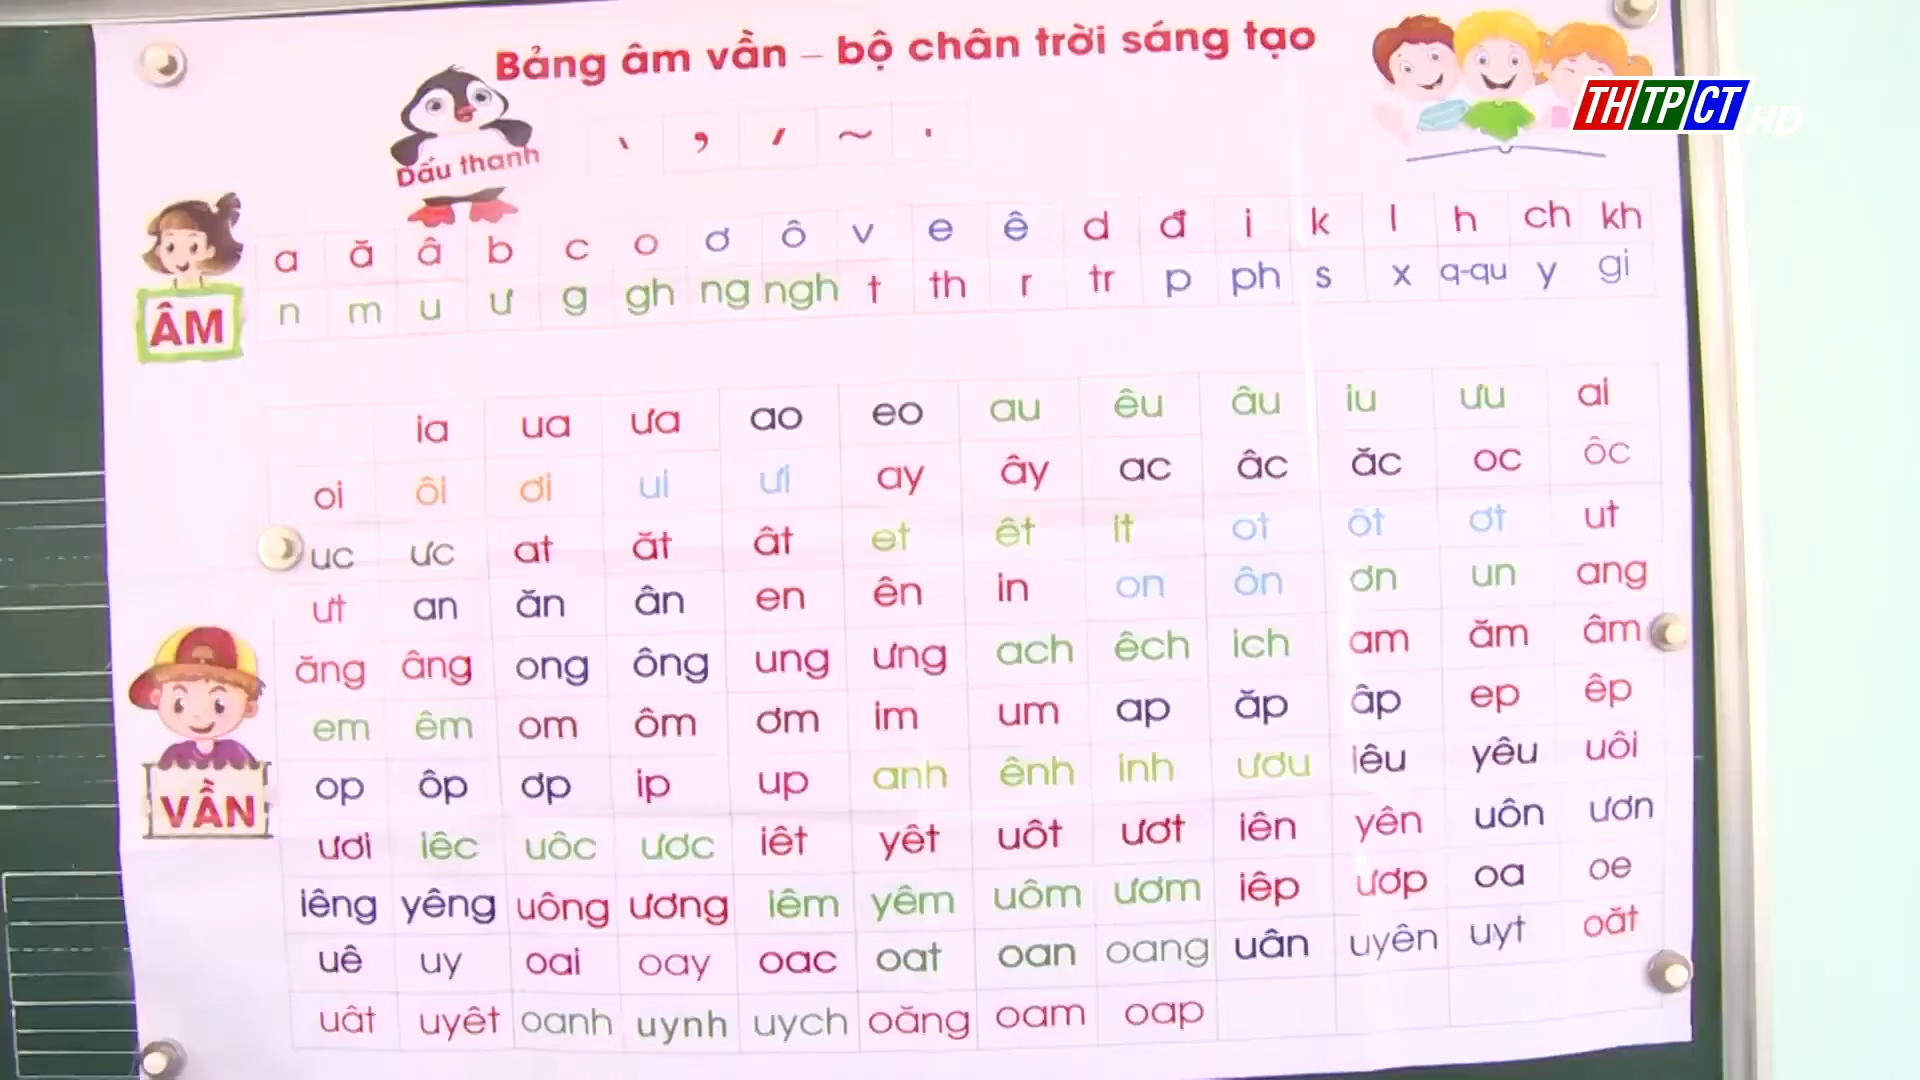 Bảng âm vần – bộ chân trời sáng tạo
THTPCT HD
Dấu thanh ` ̉ ´ ~ .
a ă â b c o ơ ô v e ê d đ i k l h ch kh
ÂM
n m u ư g gh ng ngh t th r tr p ph s x q-qu y gi
ia ua ưa ao eo au êu âu iu ưu ai
oi ôi ơi ui ưi ay ây ac âc ăc oc ôc
uc ưc at ăt ât et êt it ot ôt ơt ut
ưt an ăn ân en ên in on ôn ơn un ang
ăng âng ong ông ung ưng ach êch ich am ăm âm
em êm om ôm ơm im um ap ăp âp ep êp
VẦN
op ôp ơp ip up anh ênh inh ươu iêu yêu uôi
ươi iêc uôc ươc iêt yêt uôt ươt iên yên uôn ươn
iêng yêng uông ương iêm yêm uôm ươm iêp ươp oa oe
uê uy oai oay oac oat oan oang uân uyên uyt oăt
uât uyêt oanh uynh uych oăng oam oap